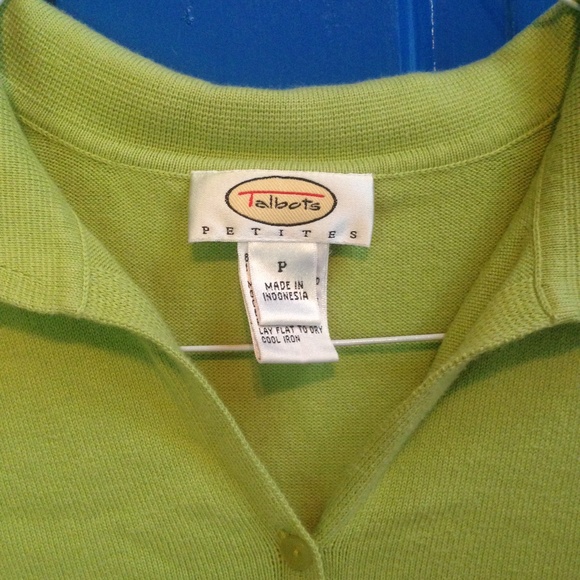 Talbots
PETITES
P
MADE IN
INDONESIA
LAY FLAT TO DRY
COOL IRON